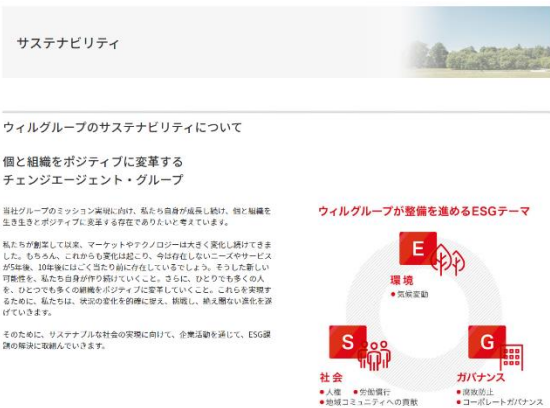 サステナビリティ
ウィルグループのサステナビリティについて
個と組織をポジティブに変革する
チェンジエージェント・グループ
当社グループのミッション実現に向け、私たち自身が成長し続け、個と組織を
生き生きとポジティブに変革する存在でありたいと考えています。
私たちが創業して以来、マーケットやテクノロジーは大きく変化し続けてきま
した。もちろん、これからも変化は起こり、今は存在しないニーズやサービス
が5年後、10年後にはごく当たり前に存在しているでしょう。そうした新しい
可能性を、私たち自身が作り続けていくこと。さらに、ひとりでも多くの人
を、ひとつでも多くの組織をポジティブに変革していくこと。これらを実現す
るために、私たちは、状況の変化を的確に捉え、挑戦し、絶え間ない進化を遂
げていきます。
そのために、サステナブルな社会の実現に向けて、企業活動を通じて、ESG課
題の解決に取組んでいきます。
ウィルグループが整備を進めるESGテーマ
E
環境
●気候変動
S
社会
●人権 ●労働慣行
●地域コミュニティへの貢献
G
ガバナンス
●腐敗防止
●コーポレートガバナンス